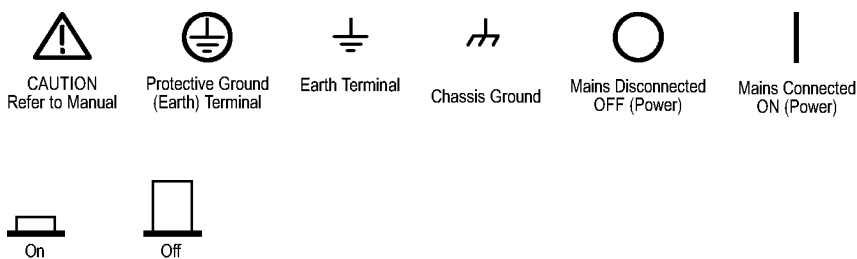 CAUTION
Refer to Manual
Protective Ground
(Earth) Terminal
Earth Terminal
Chassis Ground
Mains Disconnected
OFF (Power)
Mains Connected
ON (Power)
On
Off